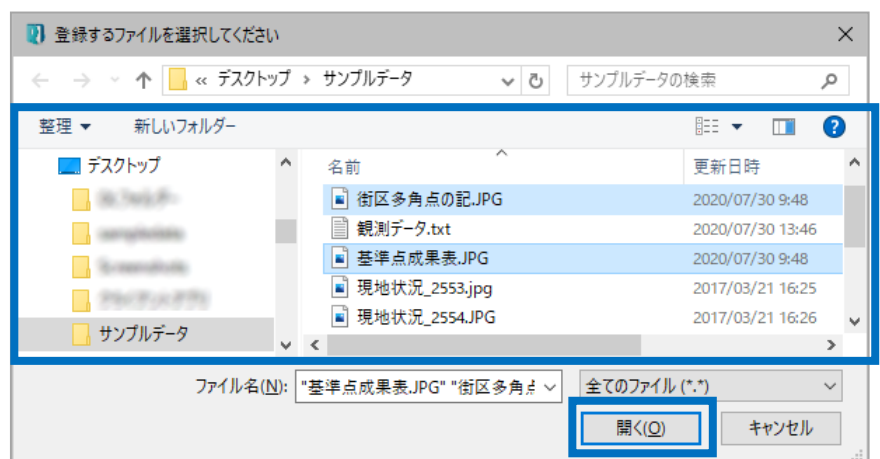 登録するファイルを選択してください
« デスクトップ › サンプルデータ
サンプルデータの検索
整理 ▼ 新しいフォルダー
デスクトップ
サンプルデータ
名前 更新日時
街区多角点の記.JPG 2020/07/30 9:48
観測データ.txt 2020/07/30 13:46
基準点成果表.JPG 2020/07/30 9:48
現地状況_2553.jpg 2017/03/21 16:25
現地状況_2554.JPG 2017/03/21 16:26
ファイル名(N): "基準点成果表.JPG" "街区多角 全てのファイル (*.*)
開く(O) キャンセル